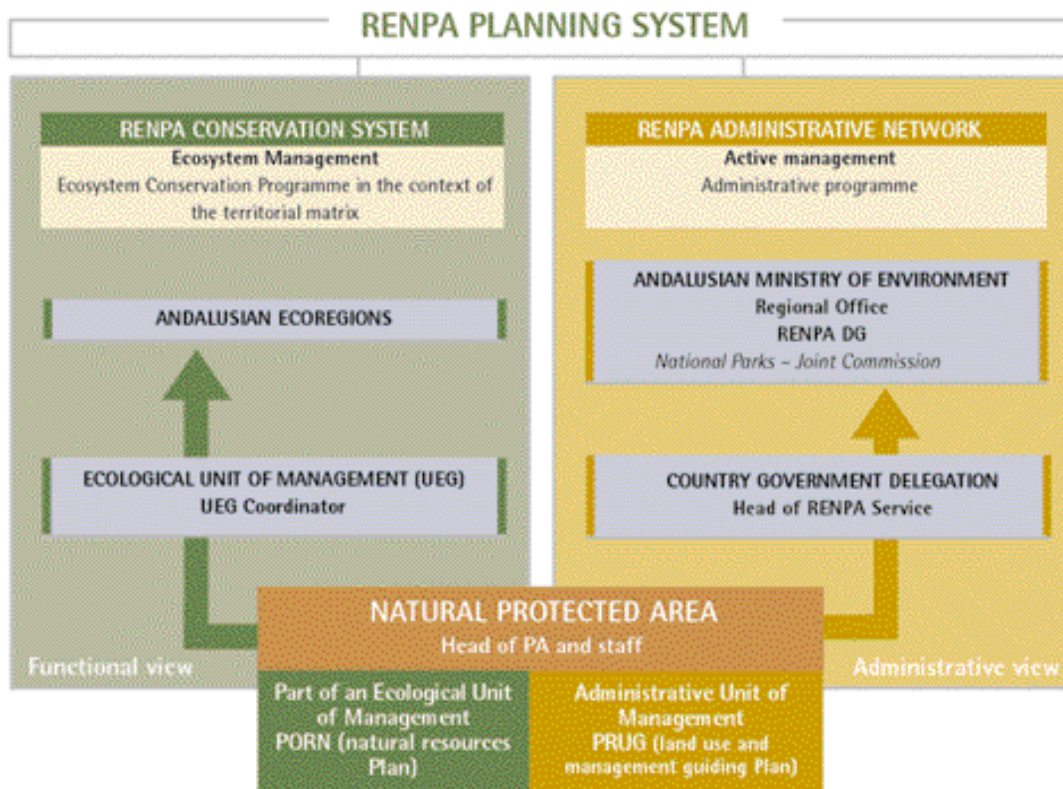 RENPA PLANNING SYSTEM
RENPA CONSERVATION SYSTEM
Ecosystem Management
Ecosystem Conservation Programme in the context of
the territorial matrix
ANDALUSIAN ECOREGIONS
ECOLOGICAL UNIT OF MANAGEMENT (UEG)
UEG Coordinator
Functional view
RENPA ADMINISTRATIVE NETWORK
Active management
Administrative programme
ANDALUSIAN MINISTRY OF ENVIRONMENT
Regional Office
RENPA DG
National Parks – Joint Commission
COUNTRY GOVERNMENT DELEGATION
Head of RENPA Service
Administrative view
NATURAL PROTECTED AREA
Head of PA and staff
Part of an Ecological Unit
of Management
PORN (natural resources
Plan)
Administrative Unit of
Management
PRUG (land use and
management guiding Plan)